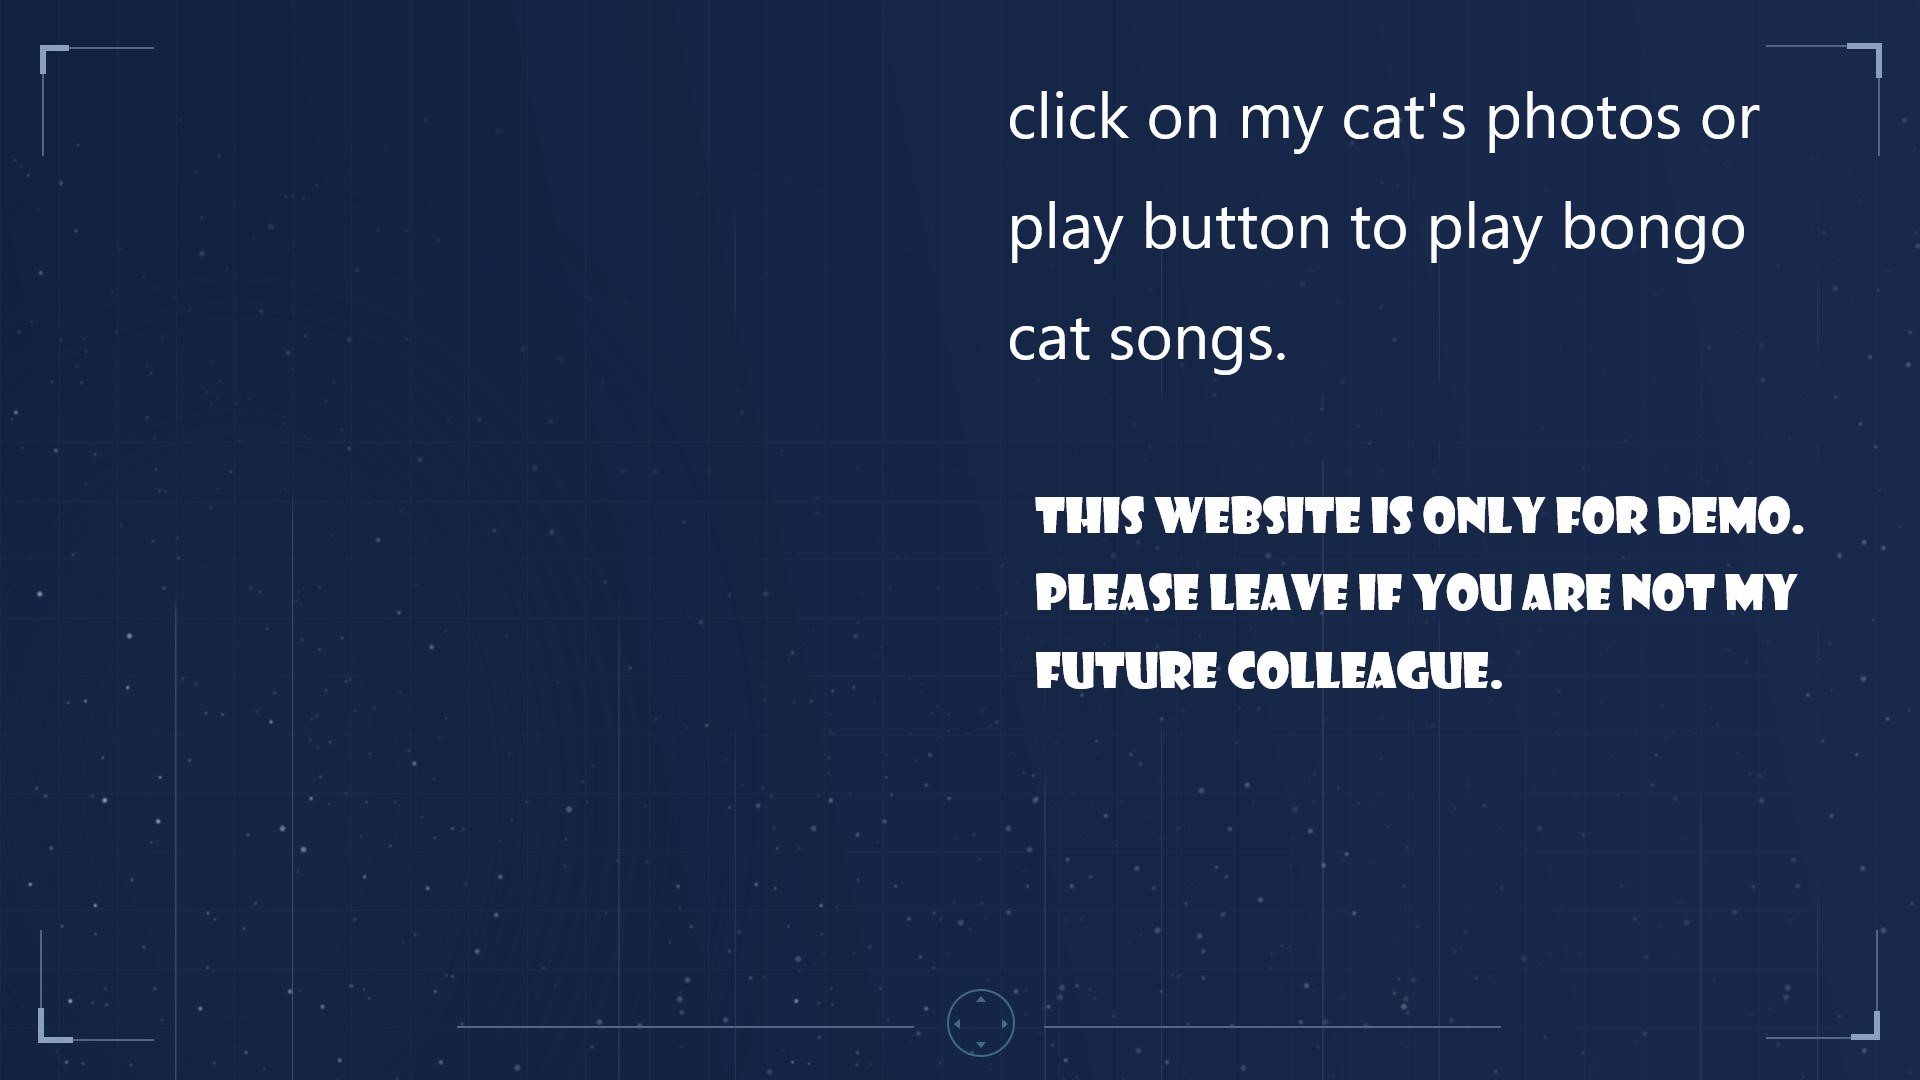 click on my cat's photos or
play button to play bongo
cat songs.
THIS WEBSITE IS ONLY FOR DEMO.
PLEASE LEAVE IF YOU ARE NOT MY
FUTURE COLLEAGUE.